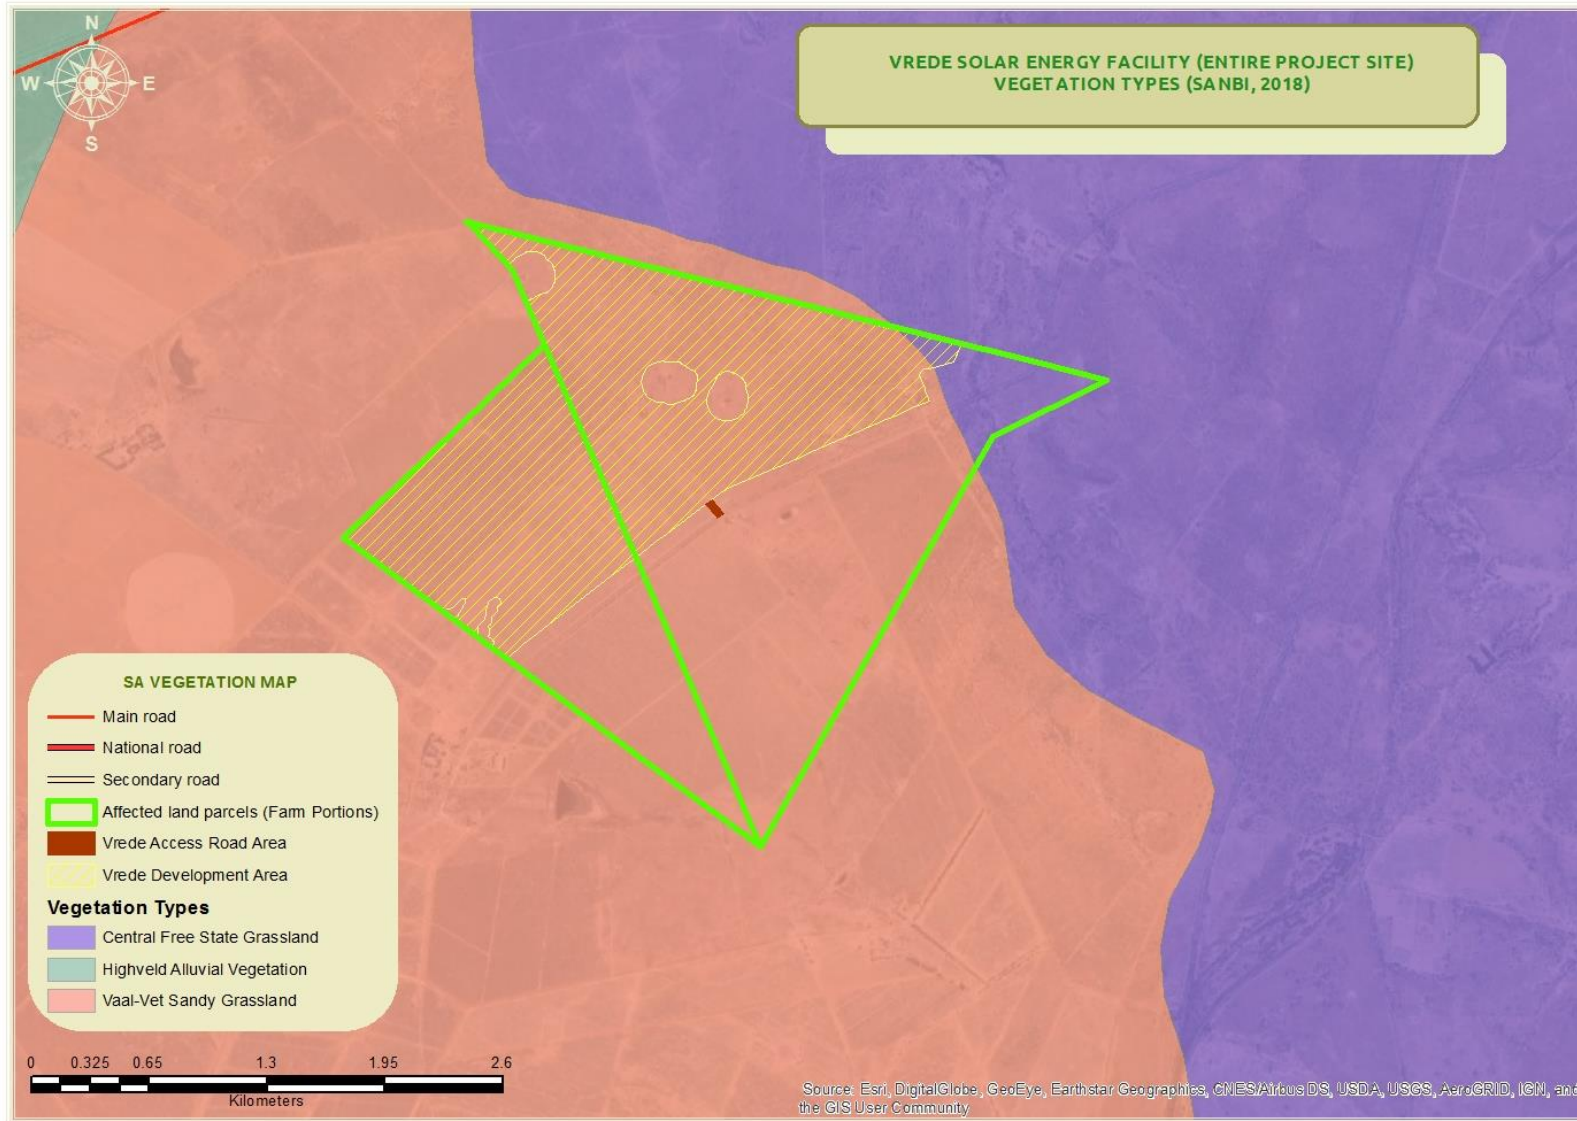 N
W
E
S
VREDE SOLAR ENERGY FACILITY (ENTIRE PROJECT SITE)
VEGETATION TYPES (SANBI, 2018)
SA VEGETATION MAP
Main road
National road
Secondary road
Affected land parcels (Farm Portions)
Vrede Access Road Area
Vrede Development Area
Vegetation Types
Central Free State Grassland
Highveld Alluvial Vegetation
Vaal-Vet Sandy Grassland
0 0.325 0.65 1.3 1.95 2.6
Kilometers
Source: Esri, DigitalGlobe, GeoEye, Earthstar Geographics, CNES/Airbus DS, USDA, USGS, AeroGRID, IGN, and
the GIS User Community